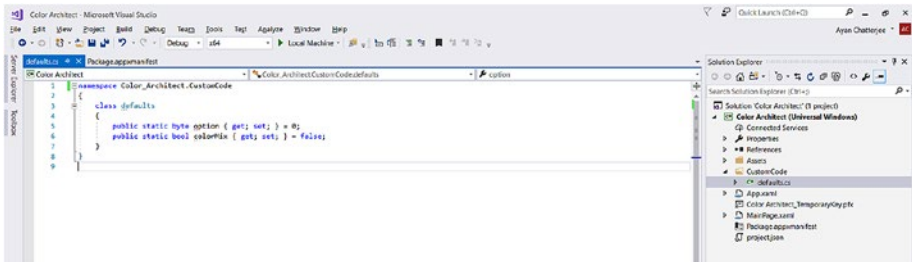 Color Architect - Microsoft Visual Studio
Quick Launch (Ctrl+Q)
File Edit View Project Build Debug Team Tools Test Analyze Window Help
Ayan Chatterjee AC
Debug x64 Local Machine
Server Explorer
Toolbox
defaults.cs Package.appxmanifest
Color Architect Color_Architect.CustomCode.defaults option
1 namespace Color_Architect.CustomCode
2 {
3 class defaults
4 {
5 public static byte option { get; set; } = 0;
6 public static bool colorMix { get; set; } = false;
7 }
8 }
9
Solution Explorer
Search Solution Explorer (Ctrl+;)
Solution 'Color Architect' (1 project)
Color Architect (Universal Windows)
Connected Services
Properties
References
Assets
CustomCode
defaults.cs
App.xaml
Color Architect_TemporaryKey.pfx
MainPage.xaml
Package.appxmanifest
project.json